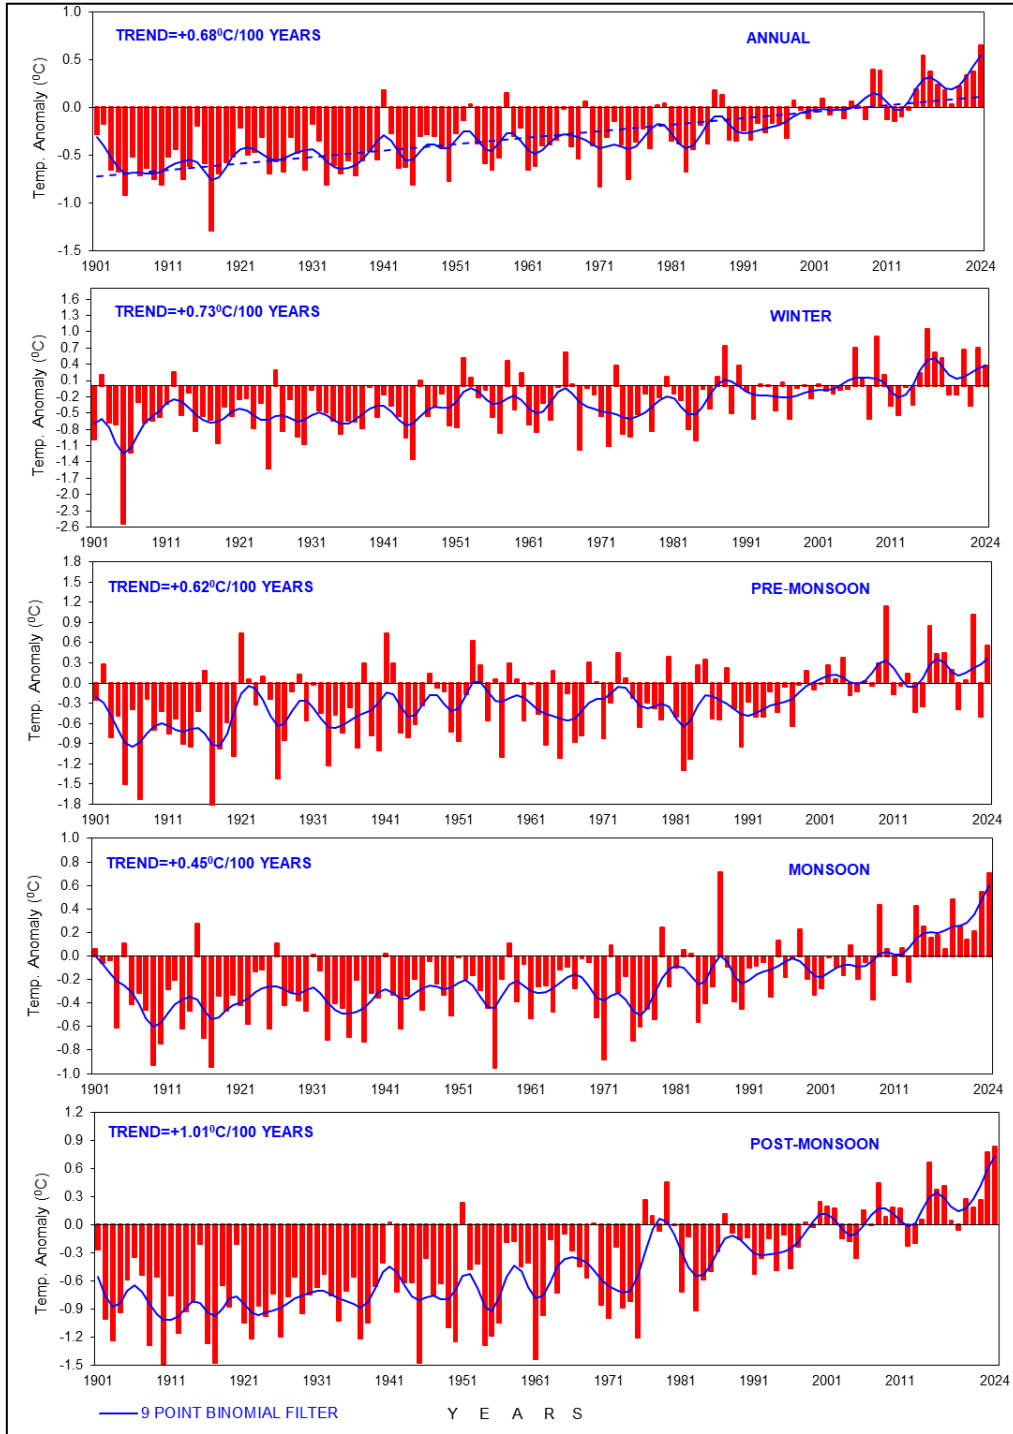 TREND=+0.68⁰C/100 YEARS
ANNUAL
Temp. Anomaly (⁰C)
1.0
0.5
0.0
-0.5
-1.0
-1.5
1901 1911 1921 1931 1941 1951 1961 1971 1981 1991 2001 2011 2024
TREND=+0.73⁰C/100 YEARS
WINTER
Temp. Anomaly (⁰C)
1.6
1.3
1.0
0.7
0.4
0.1
-0.2
-0.5
-0.8
-1.1
-1.4
-1.7
-2.0
-2.3
-2.6
1901 1911 1921 1931 1941 1951 1961 1971 1981 1991 2001 2011 2024
TREND=+0.62⁰C/100 YEARS
PRE-MONSOON
Temp. Anomaly (⁰C)
1.8
1.5
1.2
0.9
0.6
0.3
0.0
-0.3
-0.6
-0.9
-1.2
-1.5
-1.8
1901 1911 1921 1931 1941 1951 1961 1971 1981 1991 2001 2011 2024
TREND=+0.45⁰C/100 YEARS
MONSOON
Temp. Anomaly (⁰C)
1.0
0.8
0.6
0.4
0.2
0.0
-0.2
-0.4
-0.6
-0.8
-1.0
1901 1911 1921 1931 1941 1951 1961 1971 1981 1991 2001 2011 2024
TREND=+1.01⁰C/100 YEARS
POST-MONSOON
Temp. Anomaly (⁰C)
1.2
0.9
0.6
0.3
0.0
-0.3
-0.6
-0.9
-1.2
-1.5
1901 1911 1921 1931 1941 1951 1961 1971 1981 1991 2001 2011 2024
9 POINT BINOMIAL FILTER
Y E A R S